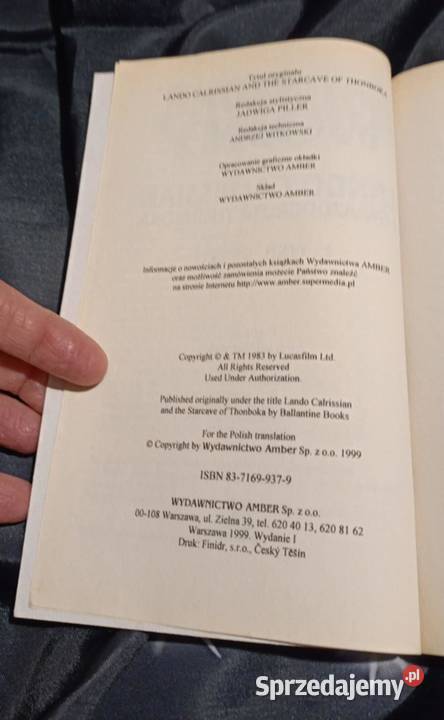 Tytuł oryginału
LANDO CALRISSIAN AND THE STARCAVE OF THONBOKA
Redakcja stylistyczna
JADWIGA PILLER
Redakcja techniczna
ANDRZEJ WITKOWSKI
Opracowanie graficzne okładki
WYDAWNICTWO AMBER
Skład
WYDAWNICTWO AMBER
Informacje o nowościach i pozostałych książkach Wydawnictwa AMBER
oraz możliwość zamówienia możecie Państwo znaleźć
na stronie Internetu http://www.amber.supermedia.pl
Copyright © & TM 1983 by Lucasfilm Ltd.
All Rights Reserved
Used Under Authorization.
Published originally under the title Lando Calrissian
and the Starcave of Thonboka by Ballantine Books
For the Polish translation
© Copyright by Wydawnictwo Amber Sp. z o.o. 1999
ISBN 83-7169-937-9
WYDAWNICTWO AMBER Sp. z o.o.
00-108 Warszawa, ul. Zielna 39, tel. 620 40 13, 620 81 62
Warszawa 1999. Wydanie I
Druk: Finidr, s.r.o., Český Těšín
Sprzedajemy.pl